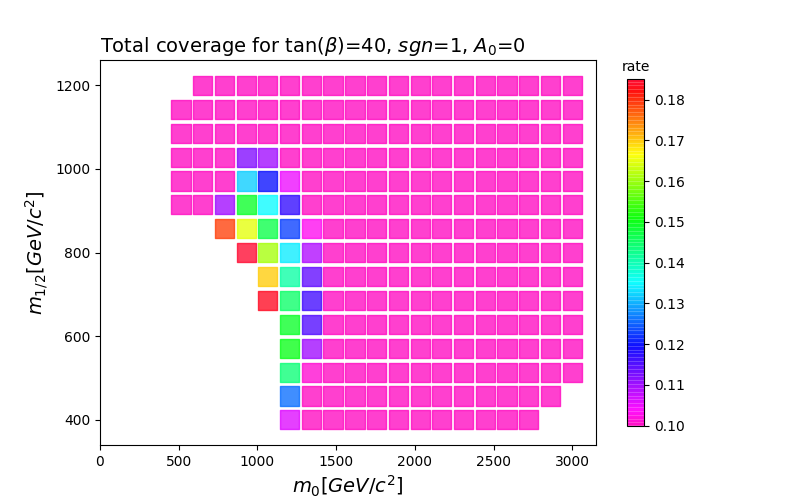 Total coverage for tan(β)=40, sgn=1, A₀=0
rate
1200
1000
800
600
400
m₁/₂[GeV/c²]
0 500 1000 1500 2000 2500 3000
m₀[GeV/c²]
0.18
0.17
0.16
0.15
0.14
0.13
0.12
0.11
0.10